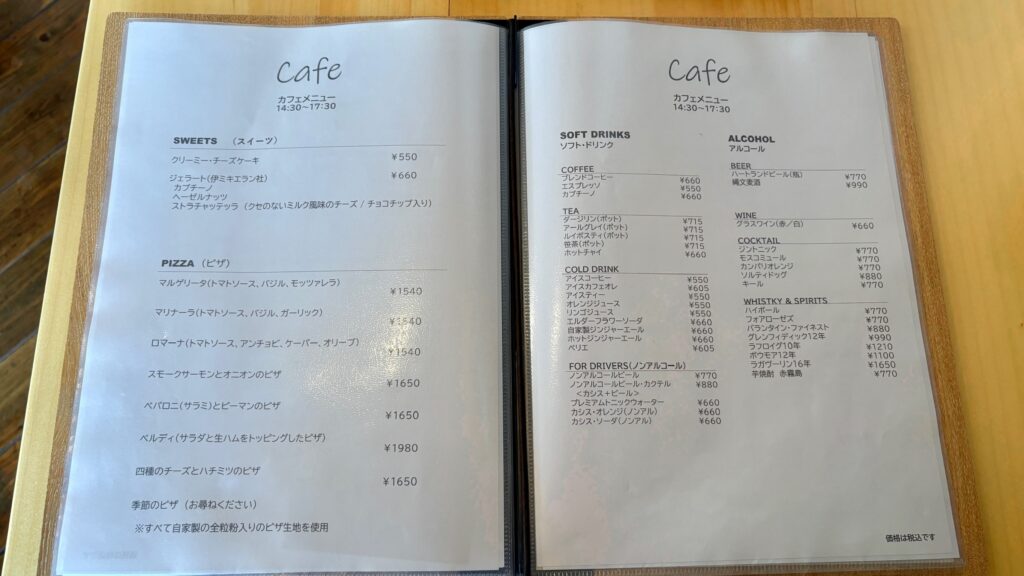 Cafe
カフェメニュー
14:30~17:30
SWEETS （スイーツ）
クリーミー・チーズケーキ ¥550
ジェラート(伊ミキエラン社) ¥660
カプチーノ
ヘーゼルナッツ
ストラチャッテッラ（クセのないミルク風味のチーズ / チョコチップ入り）
PIZZA（ピザ）
マルゲリータ(トマトソース、バジル、モッツァレラ) ¥1540
マリナーラ(トマトソース、バジル、ガーリック) ¥1540
ロマーナ(トマトソース、アンチョビ、ケーパー、オリーブ) ¥1540
スモークサーモンとオニオンのピザ ¥1650
ペパロニ(サラミ)とピーマンのピザ ¥1650
ベルディ(サラダと生ハムをトッピングしたピザ) ¥1980
四種のチーズとハチミツのピザ ¥1650
季節のピザ（お尋ねください）
※すべて自家製の全粒粉入りのピザ生地を使用
Cafe
カフェメニュー
14:30~17:30
SOFT DRINKS
ソフト・ドリンク
COFFEE
ブレンドコーヒー ¥660
エスプレッソ ¥550
カプチーノ ¥660
TEA
ダージリン(ポット) ¥715
アールグレイ(ポット) ¥715
ルイボスティ(ポット) ¥715
笹茶(ポット) ¥715
ホットチャイ ¥660
COLD DRINK
アイスコーヒー ¥550
アイスカフェオレ ¥605
アイスティー ¥550
オレンジジュース ¥550
リンゴジュース ¥550
エルダーフラワーソーダ ¥660
自家製ジンジャーエール ¥660
ホットジンジャーエール ¥660
ペリエ ¥605
FOR DRIVERS(ノンアルコール)
ノンアルコールビール ¥770
ノンアルコールビール・カクテル ¥880
＜カシス＋ビール＞
プレミアムトニックウォーター ¥660
カシス・オレンジ(ノンアル) ¥660
カシス・ソーダ(ノンアル) ¥660
ALCOHOL
アルコール
BEER
ハートランドビール(瓶) ¥770
縄文麦酒 ¥990
WINE
グラスワイン(赤／白) ¥660
COCKTAIL
ジントニック ¥770
モスコミュール ¥770
カンパリオレンジ ¥770
ソルティドッグ ¥880
キール ¥770
WHISTKY & SPIRITS
ハイボール ¥770
フォアローゼズ ¥770
バランタイン・ファイネスト ¥880
グレンフィディック12年 ¥990
ラフロイグ10年 ¥1210
ボウモア12年 ¥1100
ラガヴーリン16年 ¥1650
芋焼酎 赤霧島 ¥770
価格は税込です